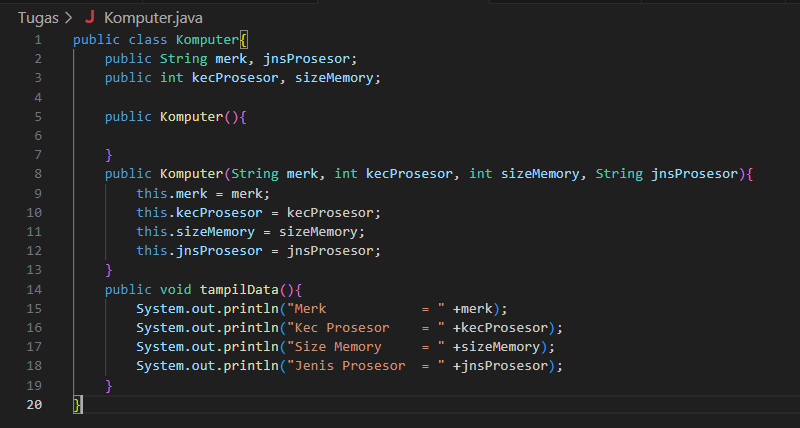 Tugas > J Komputer.java
1 public class Komputer{
2     public String merk, jnsProsesor;
3     public int kecProsesor, sizeMemory;
4
5     public Komputer(){
6
7     }
8     public Komputer(String merk, int kecProsesor, int sizeMemory, String jnsProsesor){
9         this.merk = merk;
10         this.kecProsesor = kecProsesor;
11         this.sizeMemory = sizeMemory;
12         this.jnsProsesor = jnsProsesor;
13     }
14     public void tampilData(){
15         System.out.println("Merk            = " +merk);
16         System.out.println("Kec Prosesor    = " +kecProsesor);
17         System.out.println("Size Memory     = " +sizeMemory);
18         System.out.println("Jenis Prosesor  = " +jnsProsesor);
19     }
20 }